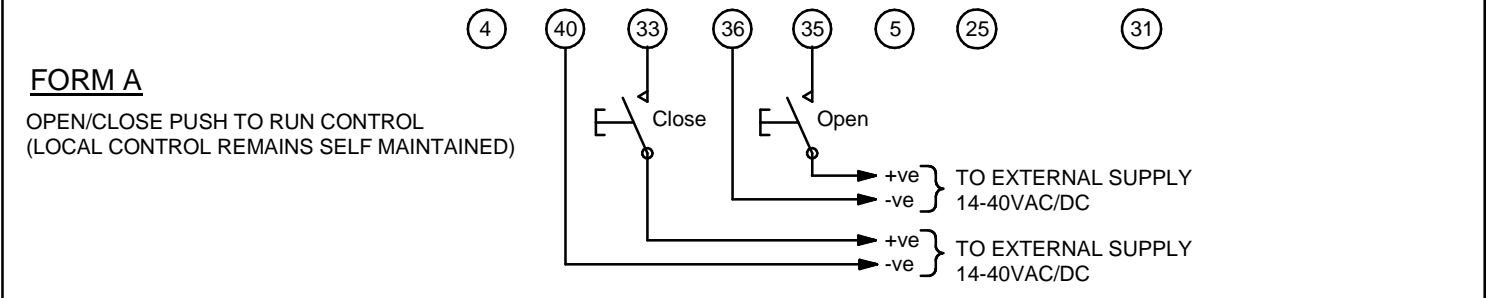 4 40 33 36 35 5 25 31
FORM A
OPEN/CLOSE PUSH TO RUN CONTROL
(LOCAL CONTROL REMAINS SELF MAINTAINED)
Close
Open
+ve
-ve
TO EXTERNAL SUPPLY
14-40VAC/DC
+ve
-ve
TO EXTERNAL SUPPLY
14-40VAC/DC